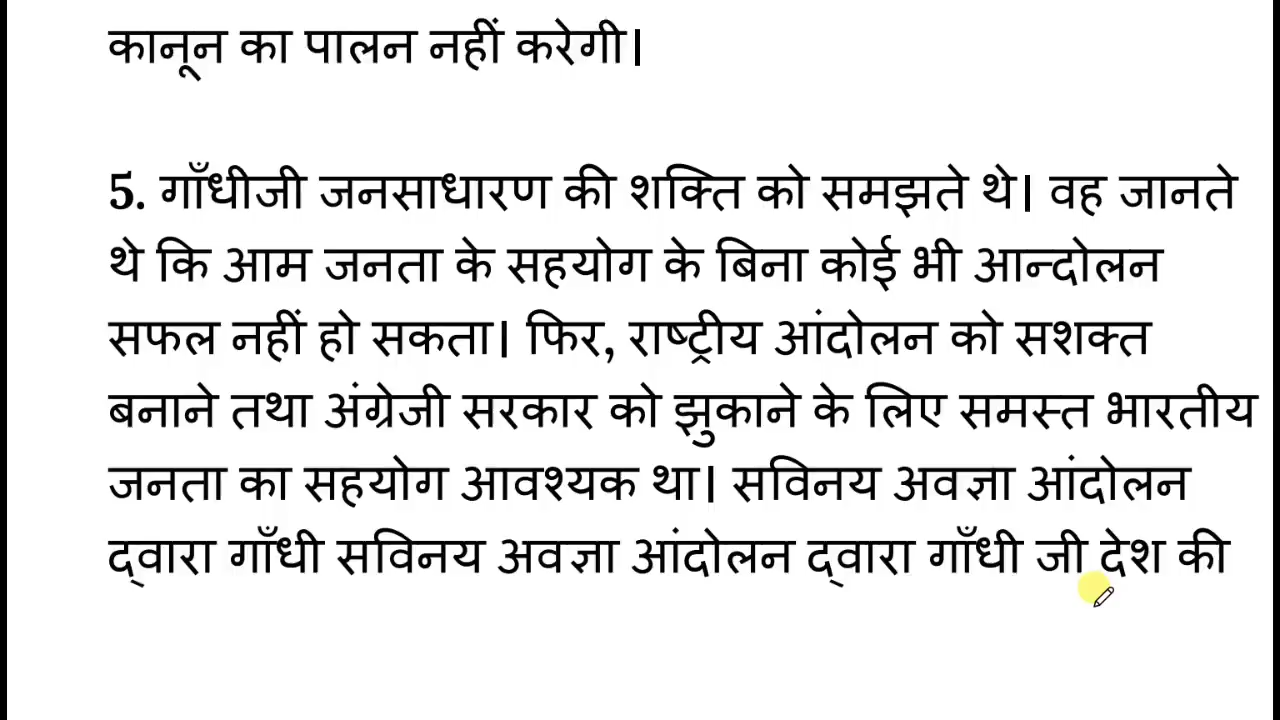 कानून का पालन नहीं करेगी।
5. गाँधीजी जनसाधारण की शक्ति को समझते थे। वह जानते
थे कि आम जनता के सहयोग के बिना कोई भी आन्दोलन
सफल नहीं हो सकता। फिर, राष्ट्रीय आंदोलन को सशक्त
बनाने तथा अंग्रेजी सरकार को झुकाने के लिए समस्त भारतीय
जनता का सहयोग आवश्यक था। सविनय अवज्ञा आंदोलन
द्वारा गाँधी सविनय अवज्ञा आंदोलन द्वारा गाँधी जी देश की